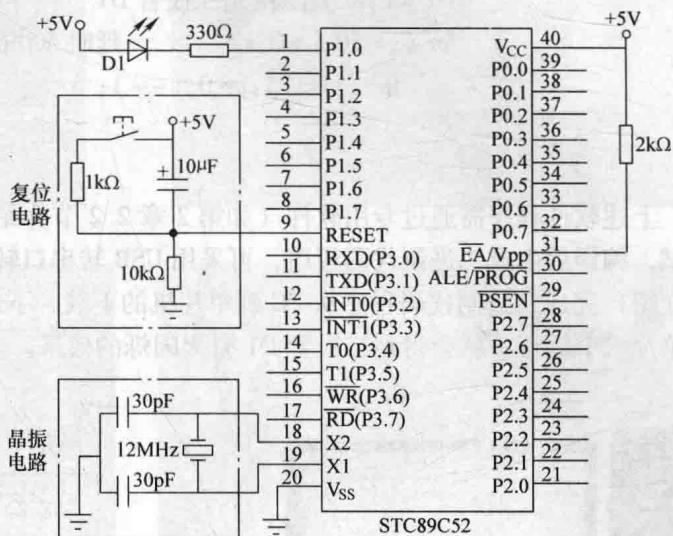 +5V
D1
330Ω
复位
电路
+5V
1kΩ
10μF
+
10kΩ
晶振
电路
30pF
12MHz
30pF
1 P1.0
2 P1.1
3 P1.2
4 P1.3
5 P1.4
6 P1.5
7 P1.6
8 P1.7
9 RESET
10 RXD(P3.0)
TXD(P3.1)
12 INT0(P3.2)
13 INT1(P3.3)
14 T0(P3.4)
15 T1(P3.5)
16 WR(P3.6)
17 RD(P3.7)
18 X2
19 X1
20 VSS
VCC 40
P0.0 39
P0.1 38
P0.2 37
P0.3 36
P0.4 35
P0.5 34
P0.6 33
P0.7 32
EA/VPP 31
ALE/PROG 30
PSEN 29
P2.7 28
P2.6 27
P2.5 26
P2.4 25
P2.3 24
P2.2 23
P2.1 22
P2.0 21
+5V
2kΩ
STC89C52